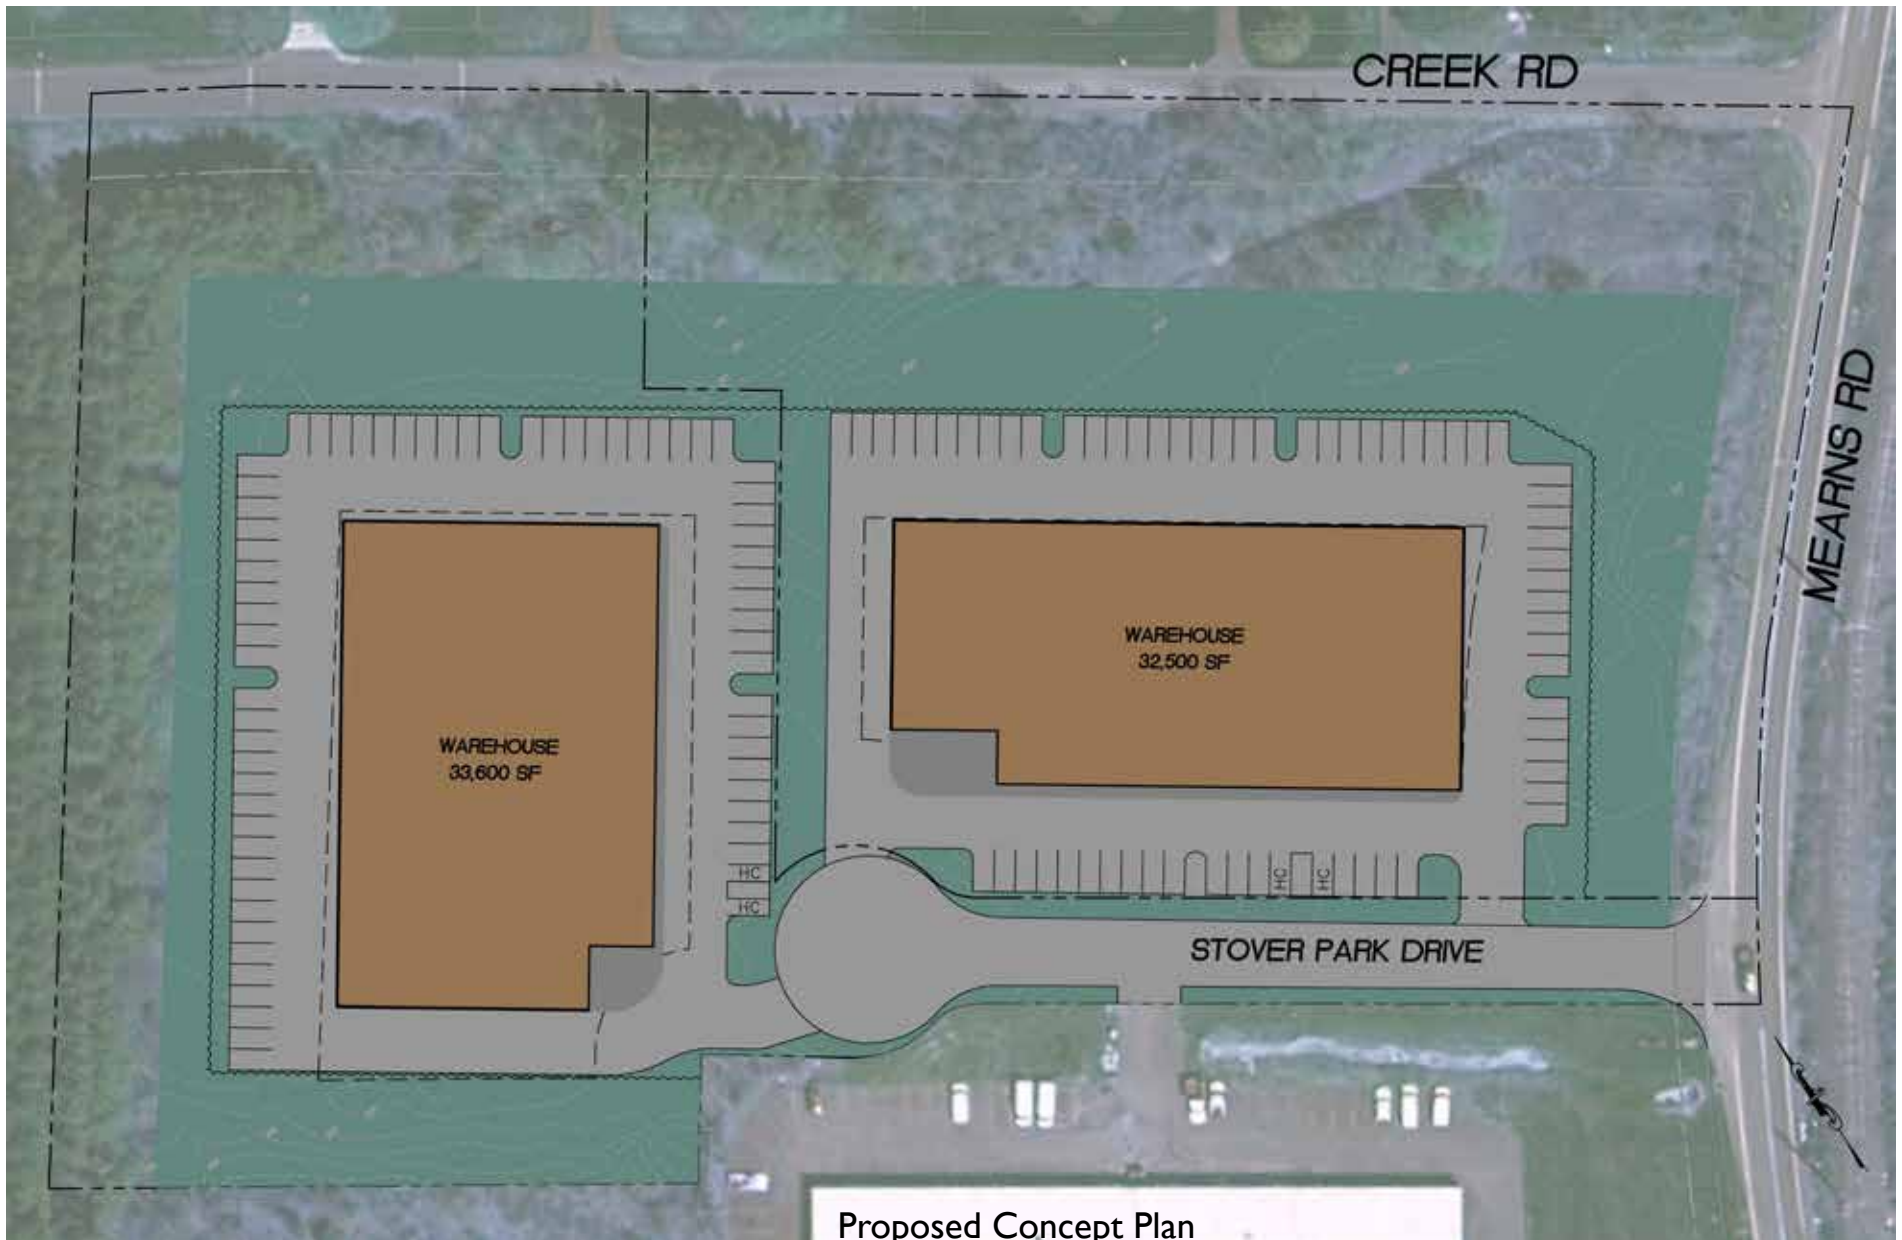 CREEK RD
MEARNS RD
WAREHOUSE
32,500 SF
WAREHOUSE
33,600 SF
HC
HC
HC
HC
STOVER PARK DRIVE
Proposed Concept Plan